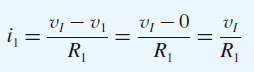 i₁ = (v_I − v₁)/R₁ = (v_I − 0)/R₁ = v_I/R₁